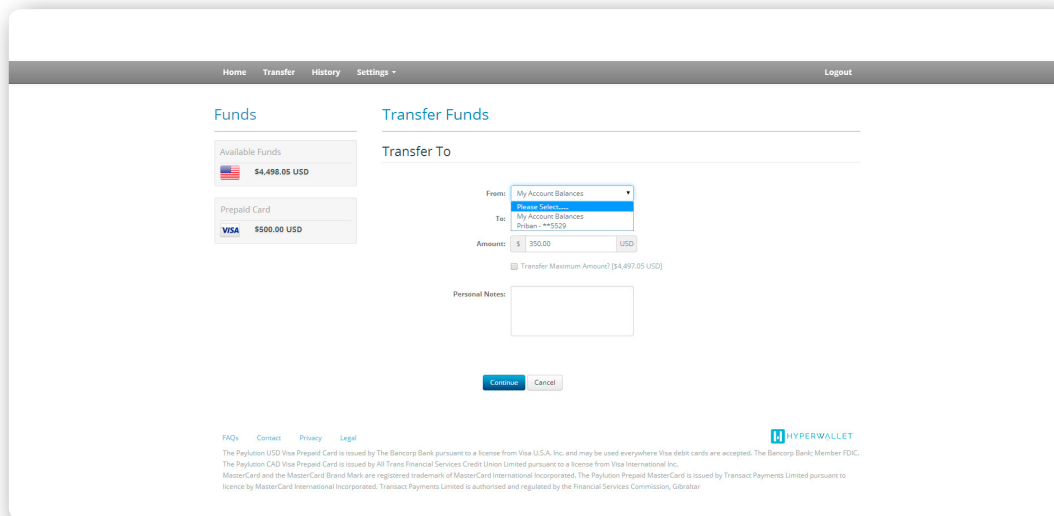 Home Transfer History Settings Logout
Funds
Available Funds
$4,498.05 USD
Prepaid Card
VISA $500.00 USD
Transfer Funds
Transfer To
From: My Account Balances
Please Select.....
My Account Balances
Priban - **5529
To:
Amount: $ 350.00 USD
Transfer Maximum Amount? [$4,497.05 USD]
Personal Notes:
Continue Cancel
FAQs Contact Privacy Legal
HYPERWALLET
The Paylution USD Visa Prepaid Card is issued by The Bancorp Bank pursuant to a license from Visa U.S.A. Inc. and may be used everywhere Visa debit cards are accepted. The Bancorp Bank; Member FDIC.
The Paylution CAD Visa Prepaid Card is issued by All Trans Financial Services Credit Union Limited pursuant to a license from Visa International Inc.
MasterCard and the MasterCard Brand Mark are registered trademark of MasterCard International Incorporated. The Paylution Prepaid MasterCard is issued by Transact Payments Limited pursuant to
licence by MasterCard International Incorporated. Transact Payments Limited is authorised and regulated by the Financial Services Commission, Gibraltar